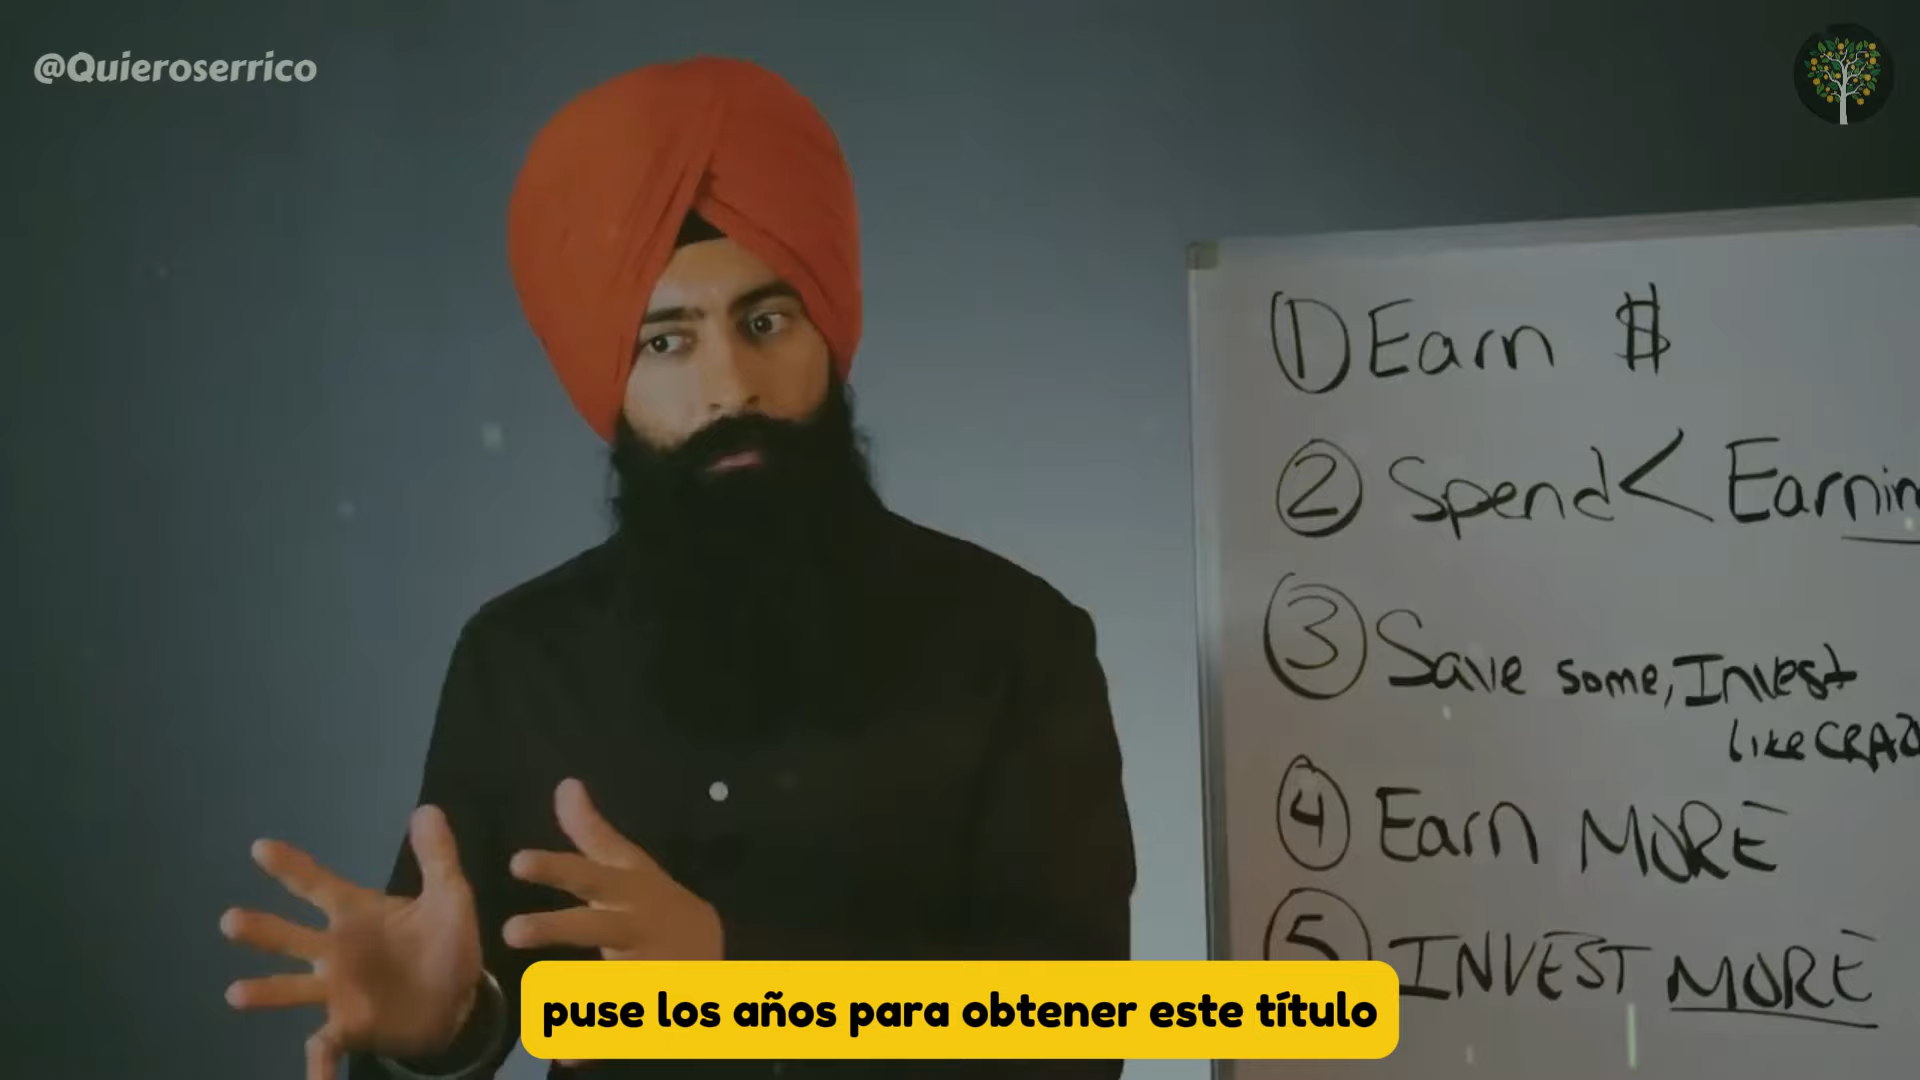 @Quieroserrico
① Earn $
② Spend < Earnin
③ Save some, Invest
like CRAZ
④ Earn MORE
⑤ INVEST MORE
puse los años para obtener este título